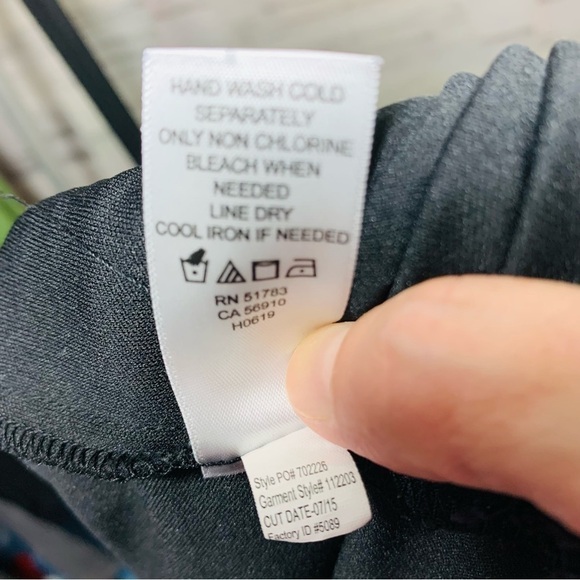 HAND WASH COLD
SEPARATELY
ONLY NON CHLORINE
BLEACH WHEN
NEEDED
LINE DRY
COOL IRON IF NEEDED
RN 51783
CA 56910
H0619
Style PO# 702226
Garment Style# 112203
CUT DATE-07/15
Factory ID #5089